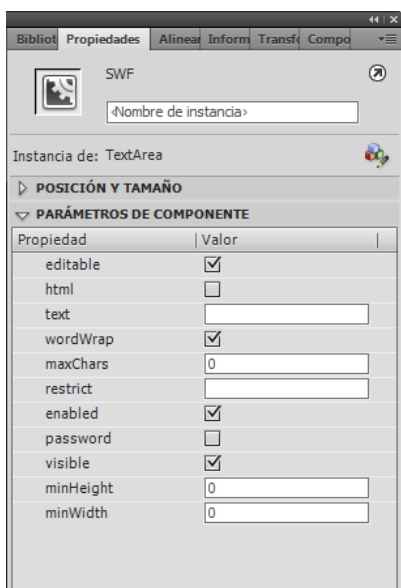 Bibliot Propiedades Alinear Inform Transfo Compo
SWF
<Nombre de instancia>
Instancia de: TextArea
POSICIÓN Y TAMAÑO
PARÁMETROS DE COMPONENTE
Propiedad Valor
editable
html
text
wordWrap
maxChars 0
restrict
enabled
password
visible
minHeight 0
minWidth 0